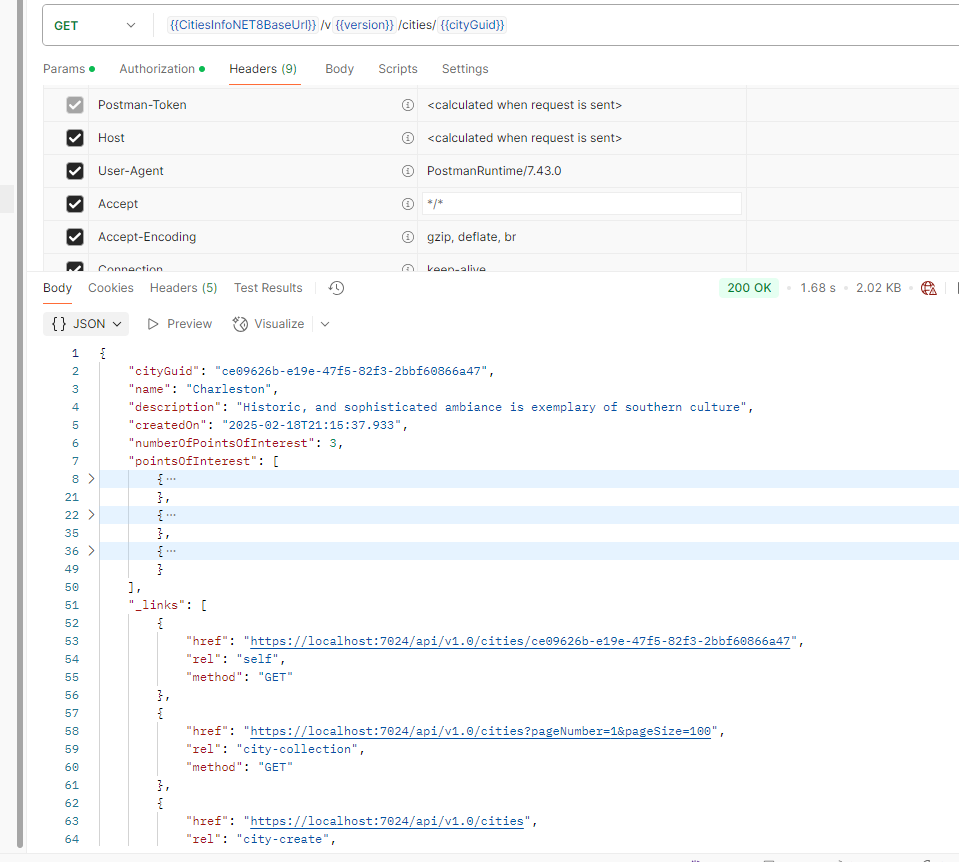 GET {{CitiesInfoNET8BaseUrl}} /v {{version}} /cities/ {{cityGuid}}
Params Authorization Headers (9) Body Scripts Settings
Postman-Token <calculated when request is sent>
Host <calculated when request is sent>
User-Agent PostmanRuntime/7.43.0
Accept */*
Accept-Encoding gzip, deflate, br
Connection keep-alive
Body Cookies Headers (5) Test Results 200 OK • 1.68 s • 2.02 KB •
{} JSON Preview Visualize
1 {
2 "cityGuid": "ce09626b-e19e-47f5-82f3-2bbf60866a47",
3 "name": "Charleston",
4 "description": "Historic, and sophisticated ambiance is exemplary of southern culture",
5 "createdOn": "2025-02-18T21:15:37.933",
6 "numberOfPointsOfInterest": 3,
7 "pointsOfInterest": [
8 {···
21 },
22 {···
35 },
36 {···
49 }
50 ],
51 "_links": [
52 {
53 "href": "https://localhost:7024/api/v1.0/cities/ce09626b-e19e-47f5-82f3-2bbf60866a47",
54 "rel": "self",
55 "method": "GET"
56 },
57 {
58 "href": "https://localhost:7024/api/v1.0/cities?pageNumber=1&pageSize=100",
59 "rel": "city-collection",
60 "method": "GET"
61 },
62 {
63 "href": "https://localhost:7024/api/v1.0/cities",
64 "rel": "city-create",